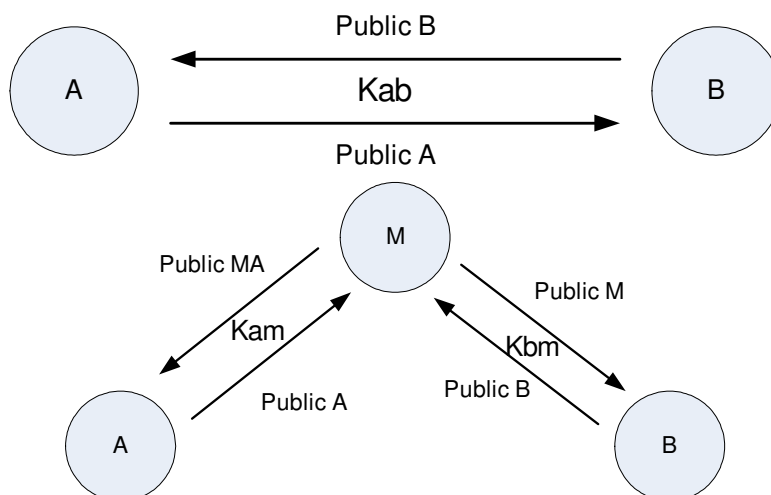 Public B
A
Kab
B
Public A
M
Public MA
Public M
Kam
Kbm
Public A
Public B
A
B